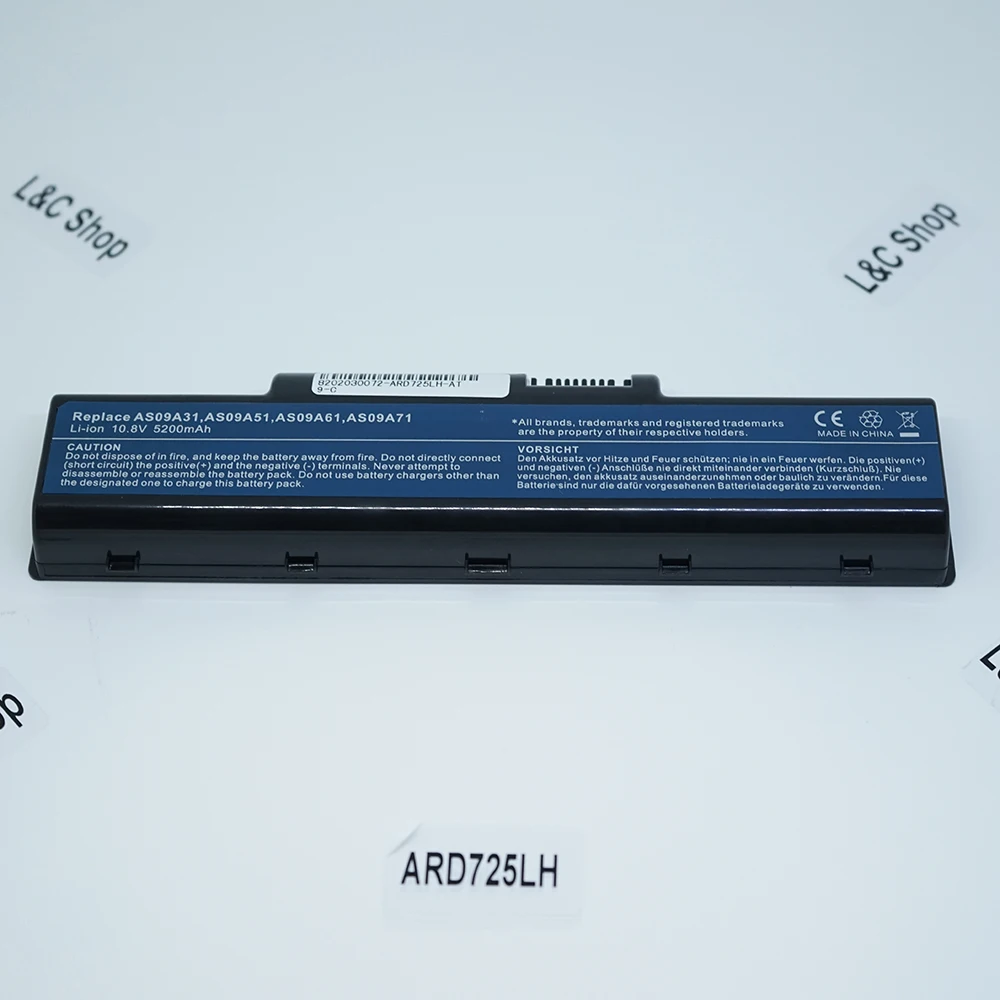 L&C Shop
L&C Shop
8202030072-ARD725LH-A1
9-C
Replace AS09A31,AS09A51,AS09A61,AS09A71
Li-ion 10.8V 5200mAh
*All brands, trademarks and registered trademarks
are the property of their respective holders.
CE
MADE IN CHINA
CAUTION
Do not dispose of in fire, and keep the battery away from fire. Do not directly connect
(short circuit) the positive(+) and the negative (-) terminals. Never attempt to
disassemble or reassemble the battery pack. Do not use battery chargers other than
the designated one to charge this battery pack.
VORSICHT
Den Akkusatz vor Hitze und Feuer schützen; nie in ein Feuer werfen. Die positiven(+)
und negativen (-) Anschlüße nie direkt miteinander verbinden (Kurzschluß). Nie
versuchen, den akkusatz auseinanderzunehmen oder baulich zu verändern.Für diese
Batterie sind nur die dafür vorgesehenen Batterieladegeräte zu verwenden.
ARD725LH